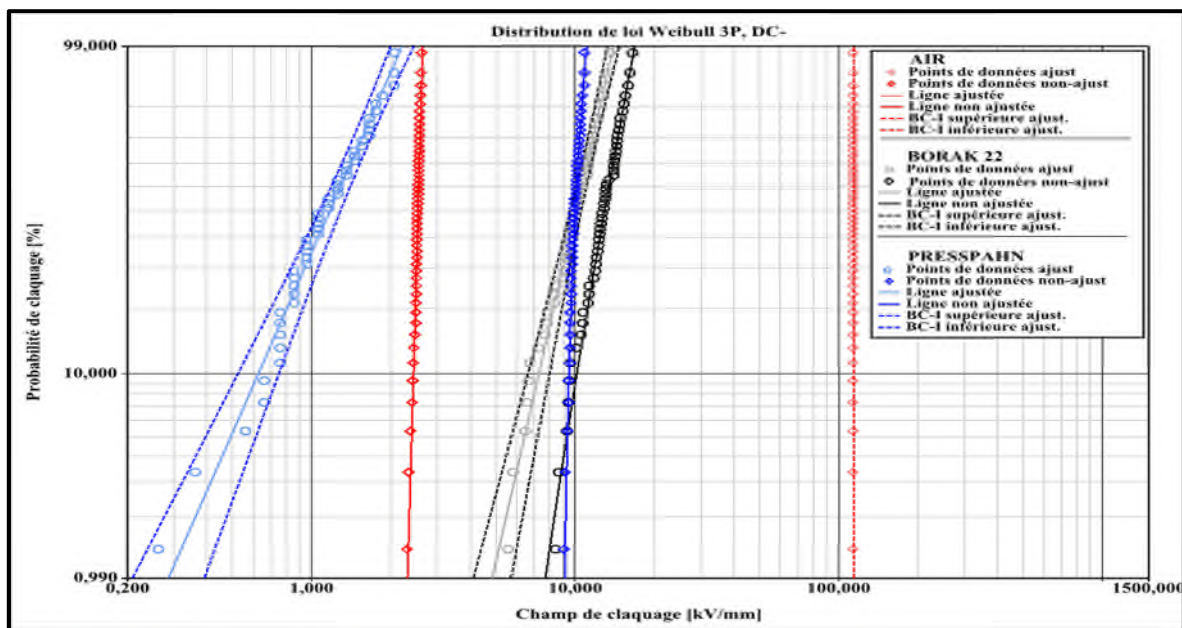 Distribution de loi Weibull 3P, DC-
99,000
10,000
0,990
Probabilité de claquage [%]
0,200
1,000
10,000
100,000
1500,000
Champ de claquage [kV/mm]
AIR
Points de données ajust
Points de données non-ajust
Ligne ajustée
Ligne non ajustée
BC-I supérieure ajust.
BC-I inférieure ajust.
BORAK 22
Points de données ajust
Points de données non-ajust
Ligne ajustée
Ligne non ajustée
BC-I supérieure ajust.
BC-I inférieure ajust.
PRESSPAHN
Points de données ajust
Points de données non-ajust
Ligne ajustée
Ligne non ajustée
BC-I supérieure ajust.
BC-I inférieure ajust.